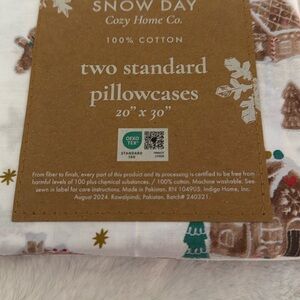 SNOW DAY
Cozy Home Co.
100% COTTON
two standard
pillowcases
20" x 30"
OEKO
TEX®
STANDARD
100
From fiber to finish, every part of this product and its processing is certified to be free from
harmful levels of 100 plus chemical substances. / 100% cotton. Machine washable. See
sewn in label for care instructions. Made in Pakistan. RN 104905. Indigo Home, Inc.
August 2024. Rawalpindi, Pakistan. Batch# 240321.